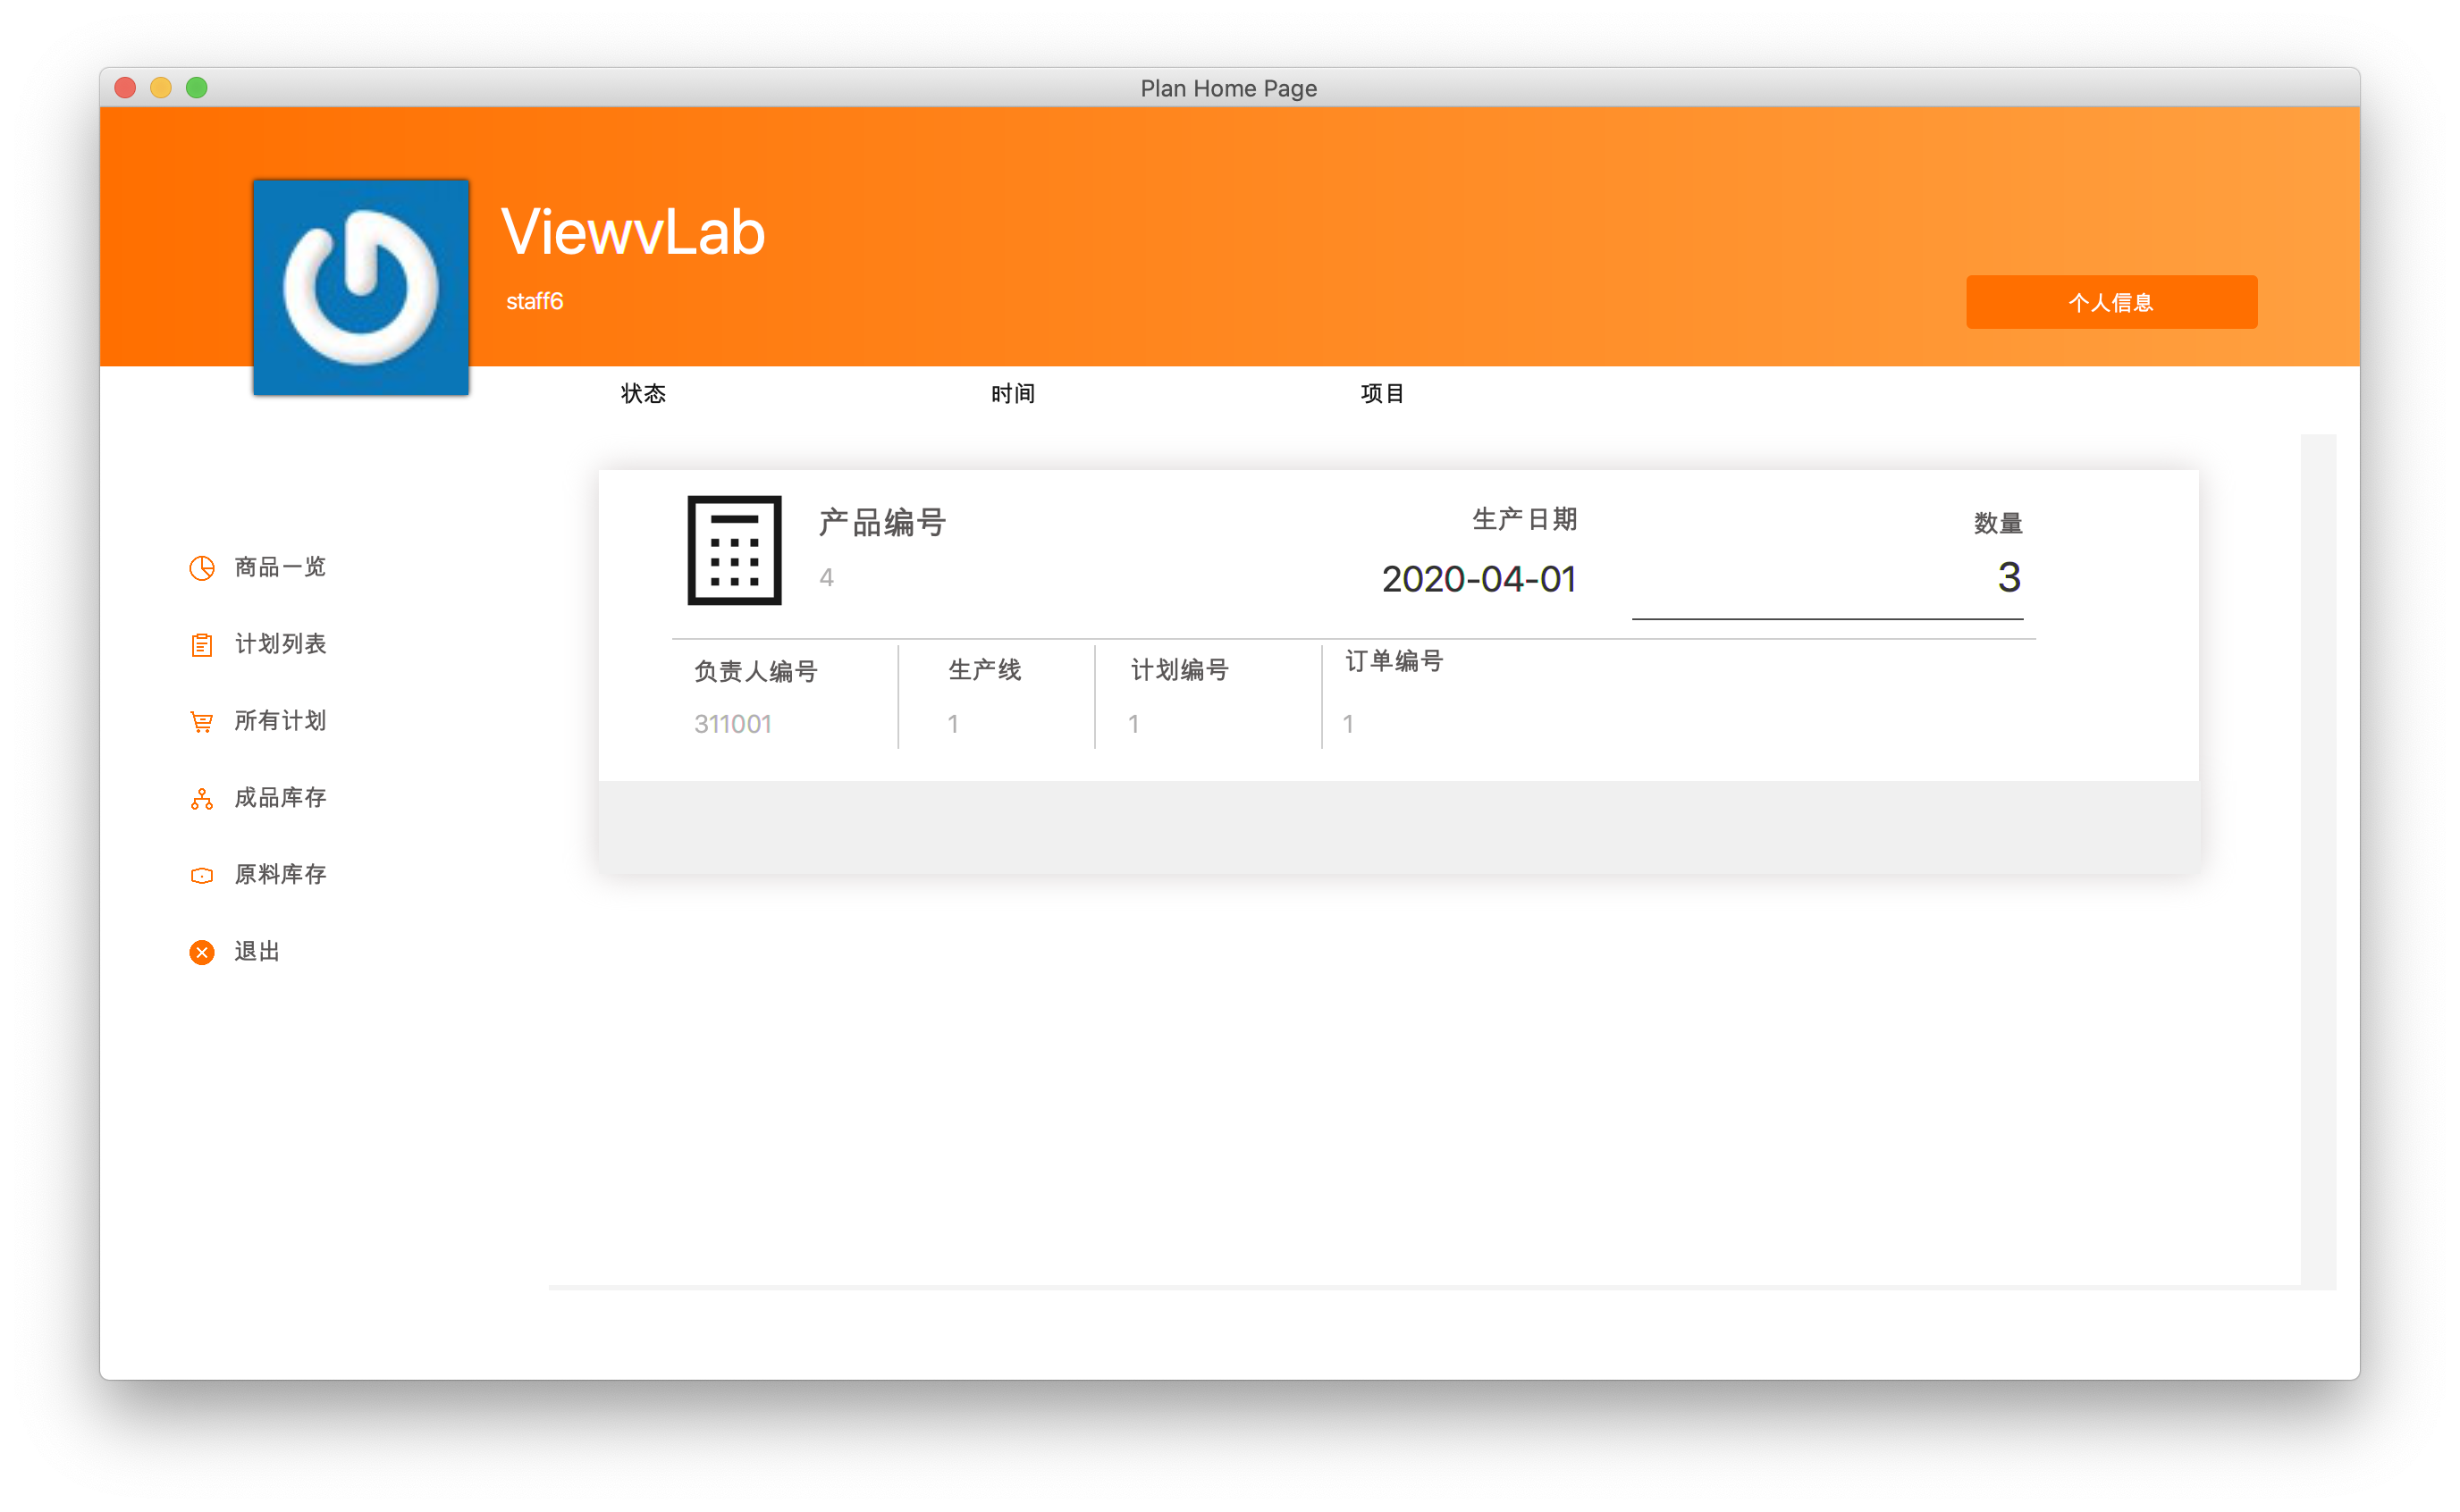 Plan Home Page
ViewvLab
staff6
个人信息
状态 时间 项目
产品编号 生产日期 数量
4 2020-04-01 3
负责人编号 生产线 计划编号 订单编号
311001 1 1 1
商品一览
计划列表
所有计划
成品库存
原料库存
退出